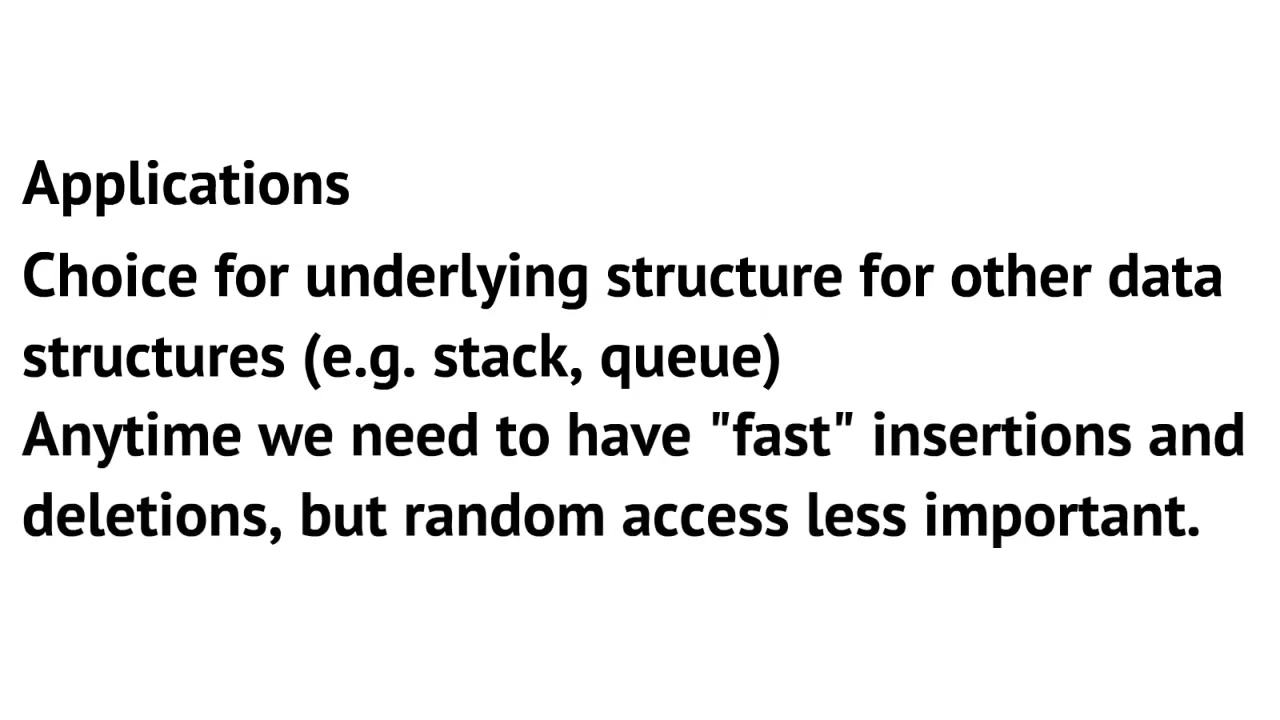 Applications
Choice for underlying structure for other data
structures (e.g. stack, queue)
Anytime we need to have "fast" insertions and
deletions, but random access less important.